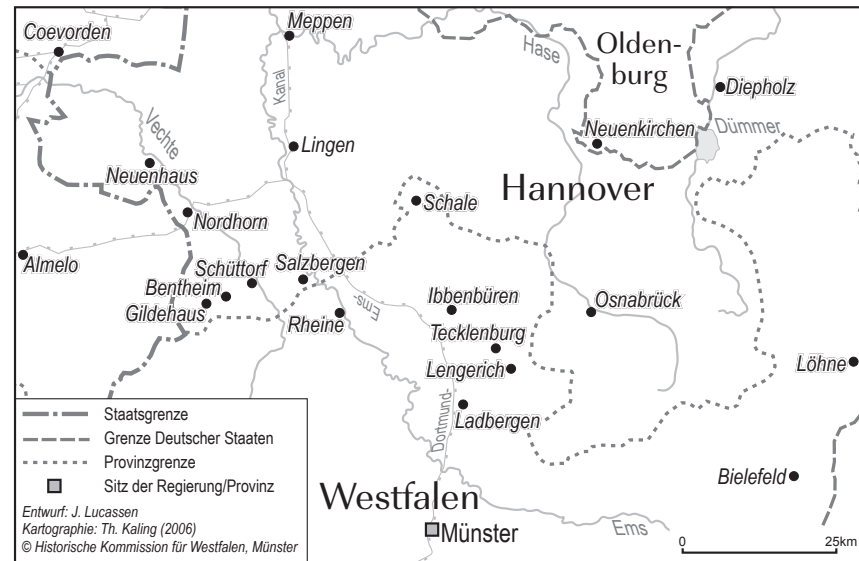 Meppen
Coevorden
Oldenburg
Hase
Kanal
Diepholz
Vechte
Dümmer
Neuenkirchen
Lingen
Neuenhaus
Hannover
Schale
Nordhorn
Almelo
Schüttorf
Salzbergen
Bentheim
Gildehaus
Ems-
Rheine
Ibbenbüren
Osnabrück
Tecklenburg
Lengerich
Löhne
Dortmund-
Ladbergen
Staatsgrenze
Grenze Deutscher Staaten
Provinzgrenze
Sitz der Regierung/Provinz
Entwurf: J. Lucassen
Kartographie: Th. Kaling (2006)
© Historische Kommission für Westfalen, Münster
Westfalen
Münster
Ems
Bielefeld
0 25km